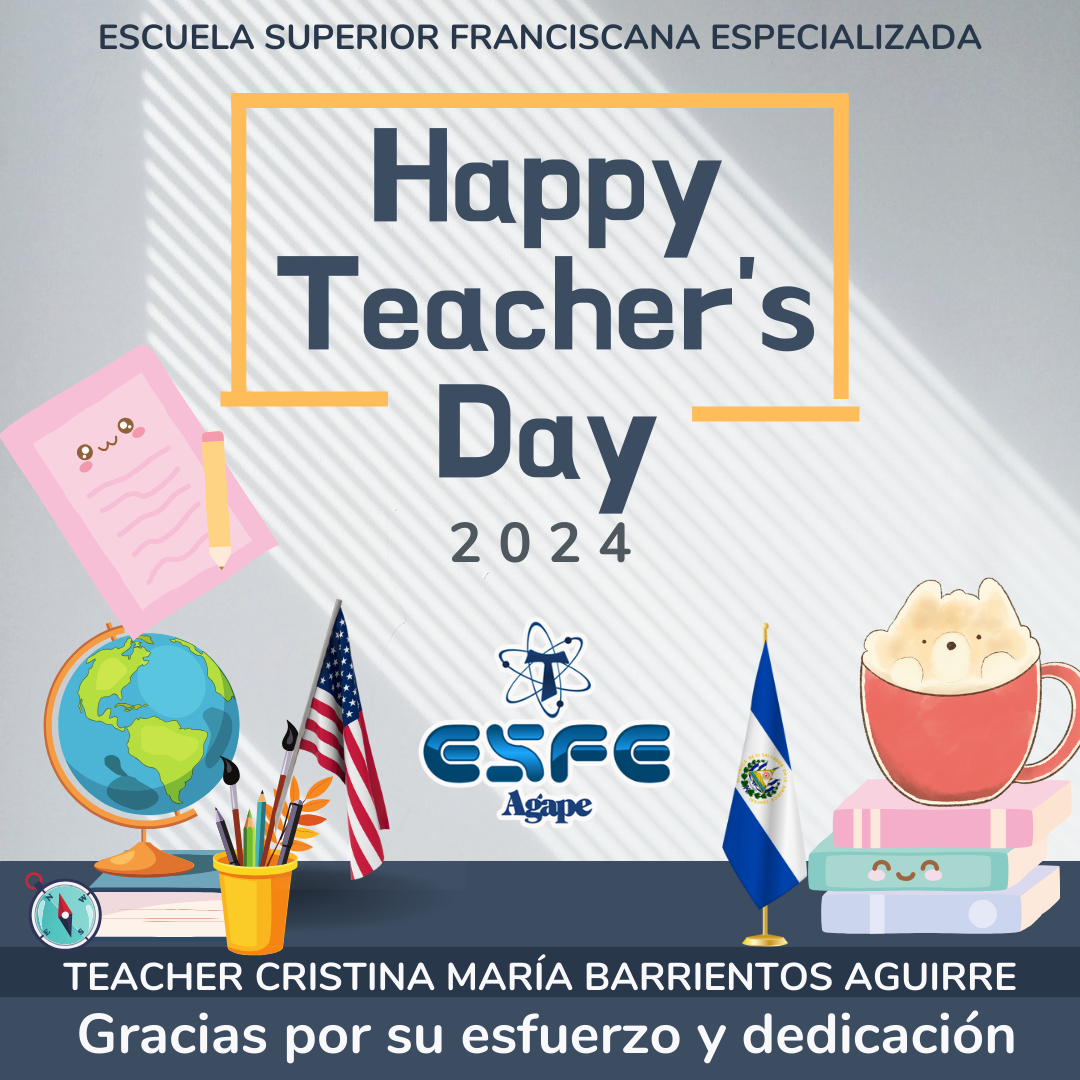 ESCUELA SUPERIOR FRANCISCANA ESPECIALIZADA
Happy
Teacher's
Day
2024
T
ESFE
Agape
N
W
E
S
TEACHER CRISTINA MARÍA BARRIENTOS AGUIRRE
Gracias por su esfuerzo y dedicación